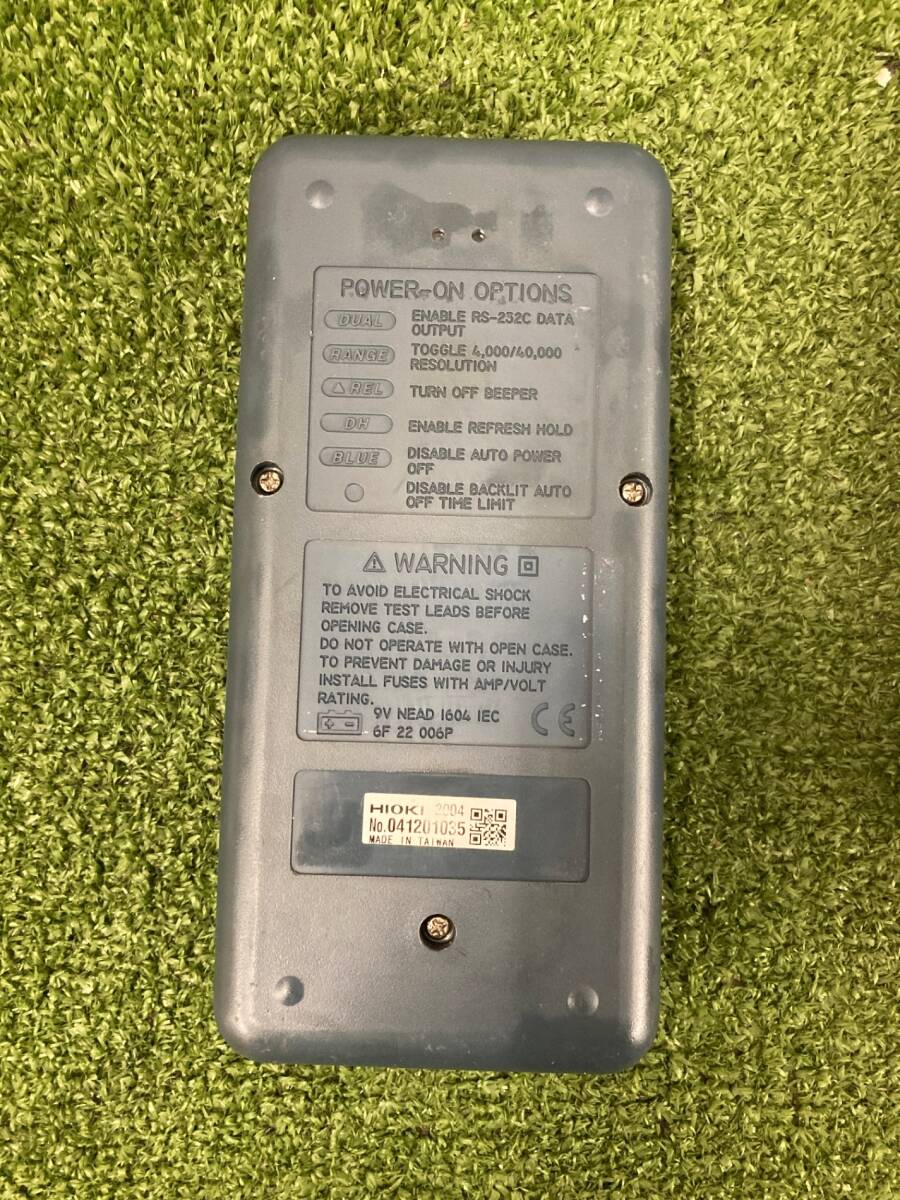 POWER-ON OPTIONS
DUAL ENABLE RS-232C DATA
OUTPUT
RANGE TOGGLE 4,000/40,000
RESOLUTION
△REL TURN OFF BEEPER
DH ENABLE REFRESH HOLD
BLUE DISABLE AUTO POWER
OFF
DISABLE BACKLIT AUTO
OFF TIME LIMIT
WARNING
TO AVOID ELECTRICAL SHOCK
REMOVE TEST LEADS BEFORE
OPENING CASE.
DO NOT OPERATE WITH OPEN CASE.
TO PREVENT DAMAGE OR INJURY
INSTALL FUSES WITH AMP/VOLT
RATING.
9V NEAD 1604 IEC
6F 22 006P
CE
HIOKI 2004
No.041201035
MADE IN TAIWAN